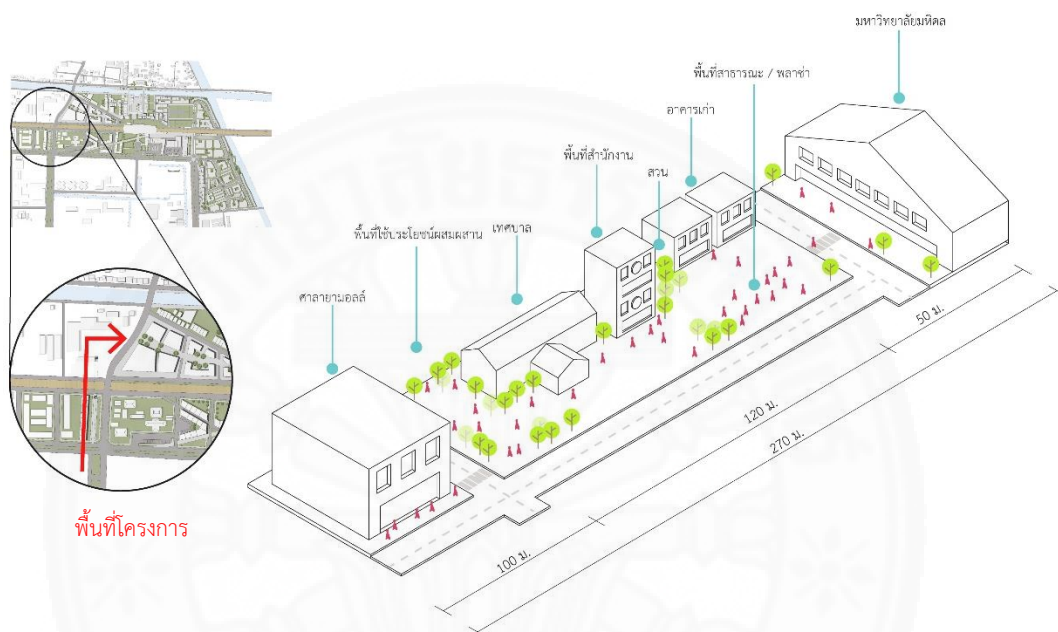 มหาวิทยาลัยมหิดล
พื้นที่สาธารณะ / พลาซ่า
อาคารเก่า
พื้นที่สำนักงาน
สวน
พื้นที่ใช้ประโยชน์ผสมผสาน
เทศบาล
ศาลายามอลล์
50 ม.
120 ม.
270 ม.
100 ม.
พื้นที่โครงการ